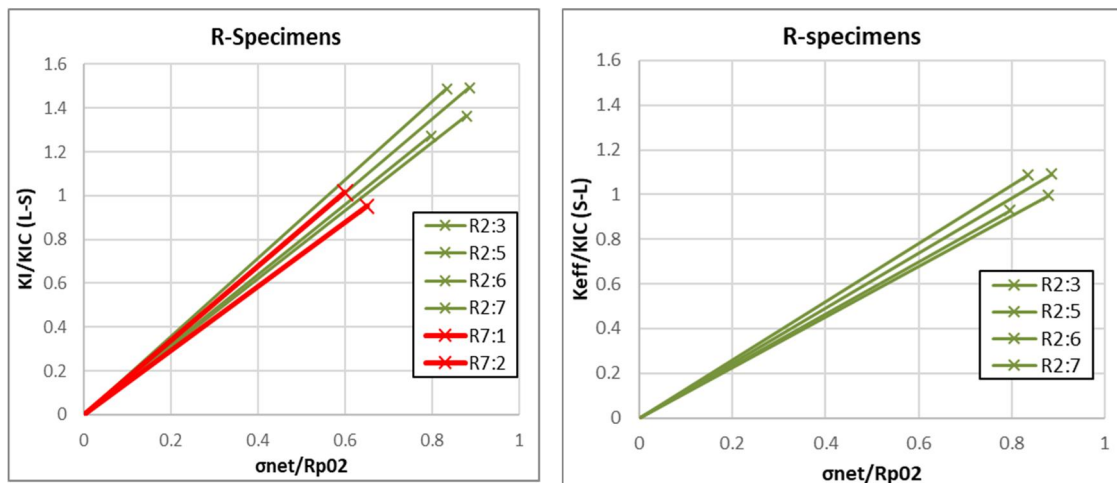 R-Specimens
KI/KIC (L-S)
1.6
1.4
1.2
1
0.8
0.6
0.4
0.2
0
0 0.2 0.4 0.6 0.8 1
σnet/Rp02
R2:3
R2:5
R2:6
R2:7
R7:1
R7:2
R-specimens
Keff/KIC (S-L)
1.6
1.4
1.2
1
0.8
0.6
0.4
0.2
0
0 0.2 0.4 0.6 0.8 1
σnet/Rp02
R2:3
R2:5
R2:6
R2:7